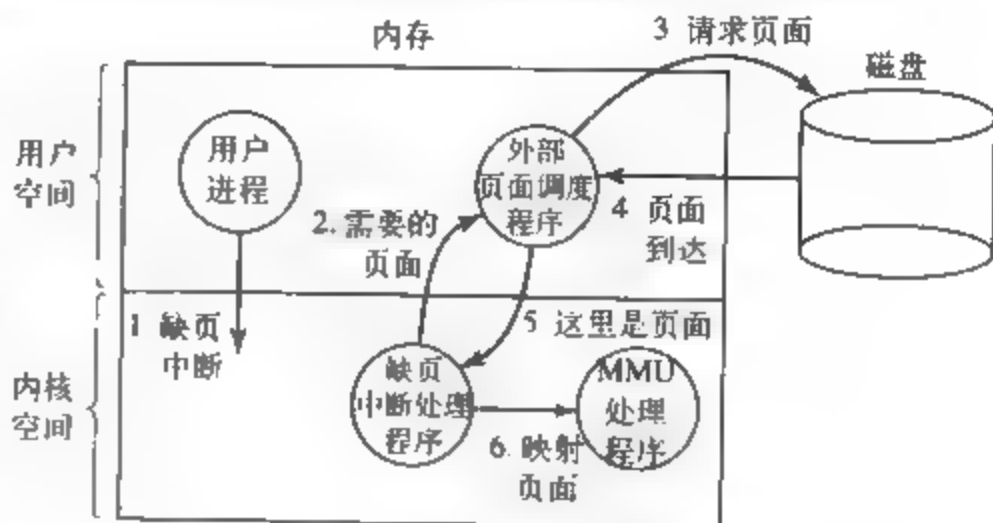 内存
3 请求页面
磁盘
用户
空间
用户
进程
外部
页面调度
程序
2. 需要的
页面
4 页面
到达
1 缺页
中断
5 这里是页面
内核
空间
缺页
中断处理
程序
MMU
处理
程序
6. 映射
页面